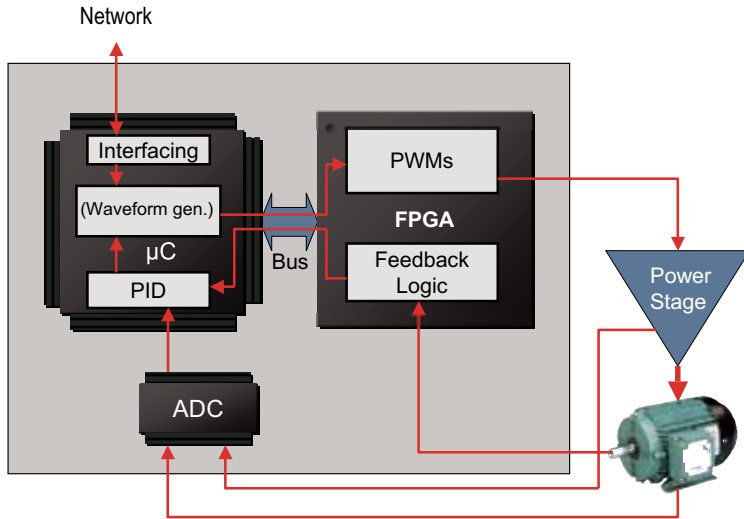 Network
Interfacing
(Waveform gen.)
µC
PID
Bus
PWMs
FPGA
Feedback
Logic
Power
Stage
ADC